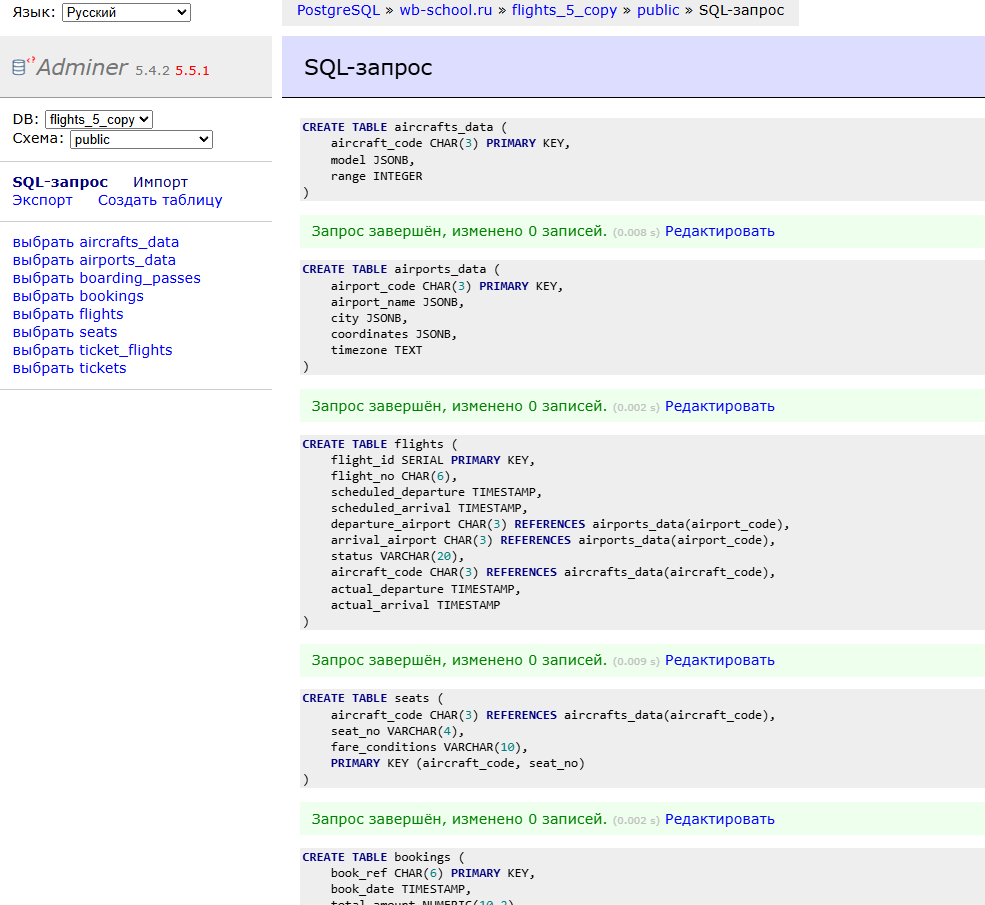 Язык: Русский
PostgreSQL » wb-school.ru » flights_5_copy » public » SQL-запрос
Adminer 5.4.2 5.5.1
DB: flights_5_copy
Схема: public
SQL-запрос Импорт
Экспорт Создать таблицу
выбрать aircrafts_data
выбрать airports_data
выбрать boarding_passes
выбрать bookings
выбрать flights
выбрать seats
выбрать ticket_flights
выбрать tickets
SQL-запрос
CREATE TABLE aircrafts_data (
    aircraft_code CHAR(3) PRIMARY KEY,
    model JSONB,
    range INTEGER
)
Запрос завершён, изменено 0 записей. (0.008 s) Редактировать
CREATE TABLE airports_data (
    airport_code CHAR(3) PRIMARY KEY,
    airport_name JSONB,
    city JSONB,
    coordinates JSONB,
    timezone TEXT
)
Запрос завершён, изменено 0 записей. (0.002 s) Редактировать
CREATE TABLE flights (
    flight_id SERIAL PRIMARY KEY,
    flight_no CHAR(6),
    scheduled_departure TIMESTAMP,
    scheduled_arrival TIMESTAMP,
    departure_airport CHAR(3) REFERENCES airports_data(airport_code),
    arrival_airport CHAR(3) REFERENCES airports_data(airport_code),
    status VARCHAR(20),
    aircraft_code CHAR(3) REFERENCES aircrafts_data(aircraft_code),
    actual_departure TIMESTAMP,
    actual_arrival TIMESTAMP
)
Запрос завершён, изменено 0 записей. (0.009 s) Редактировать
CREATE TABLE seats (
    aircraft_code CHAR(3) REFERENCES aircrafts_data(aircraft_code),
    seat_no VARCHAR(4),
    fare_conditions VARCHAR(10),
    PRIMARY KEY (aircraft_code, seat_no)
)
Запрос завершён, изменено 0 записей. (0.002 s) Редактировать
CREATE TABLE bookings (
    book_ref CHAR(6) PRIMARY KEY,
    book_date TIMESTAMP,
    total_amount NUMERIC(10,2)